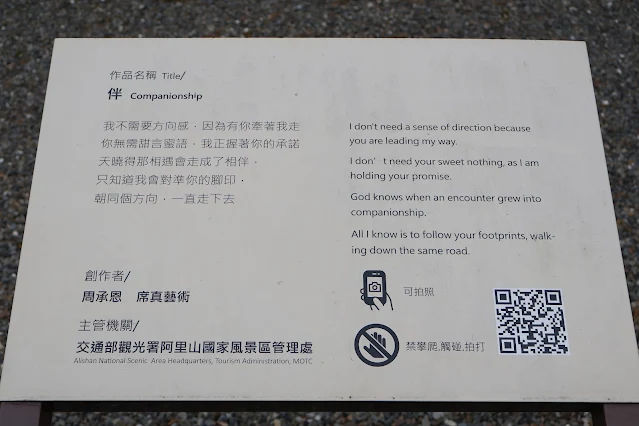 作品名稱 Title/
伴 Companionship
我不需要方向感，因為有你牽著我走
你無需甜言蜜語，我正握著你的承諾
天曉得那相遇會走成了相伴，
只知道我會對準你的腳印，
朝同個方向，一直走下去
I don't need a sense of direction because
you are leading my way.
I don't need your sweet nothing, as I am
holding your promise.
God knows when an encounter grew into
companionship.
All I know is to follow your footprints, walk-
ing down the same road.
創作者/
周承恩 席真藝術
主管機關/
交通部觀光署阿里山國家風景區管理處
Alishan National Scenic Area Headquarters, Tourism Administration, MOTC
可拍照
禁攀爬,觸碰,拍打